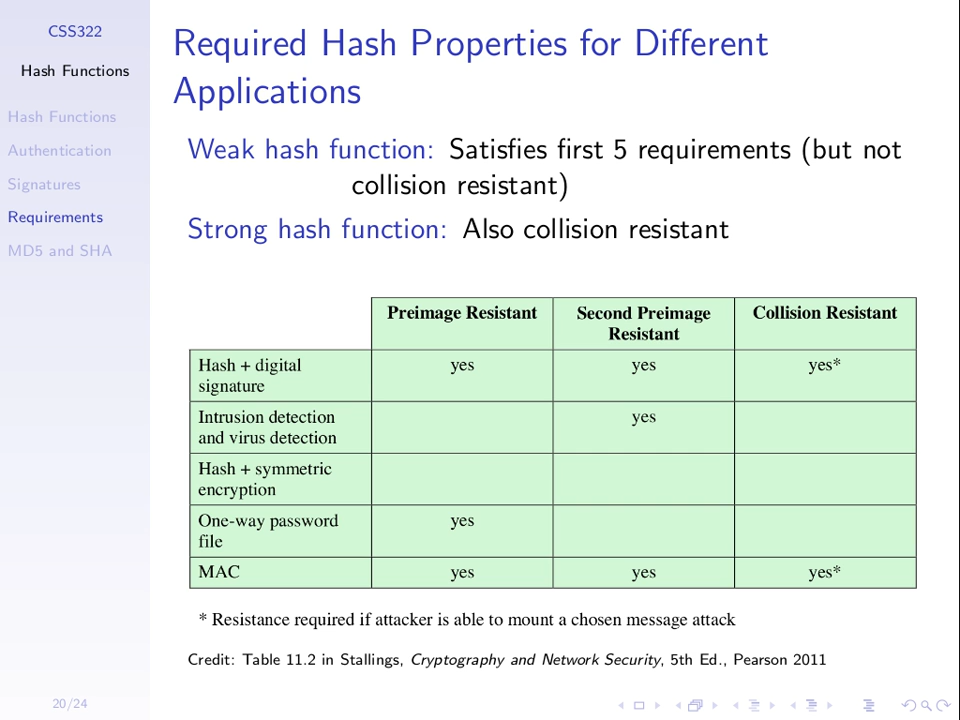 CSS322
Hash Functions
Hash Functions
Authentication
Signatures
Requirements
MD5 and SHA
Required Hash Properties for Different
Applications
Weak hash function: Satisfies first 5 requirements (but not
collision resistant)
Strong hash function: Also collision resistant
Preimage Resistant
Second Preimage
Resistant
Collision Resistant
Hash + digital
signature
yes
yes
yes*
Intrusion detection
and virus detection
yes
Hash + symmetric
encryption
One-way password
file
yes
MAC
yes
yes
yes*
* Resistance required if attacker is able to mount a chosen message attack
Credit: Table 11.2 in Stallings, Cryptography and Network Security, 5th Ed., Pearson 2011
20/24